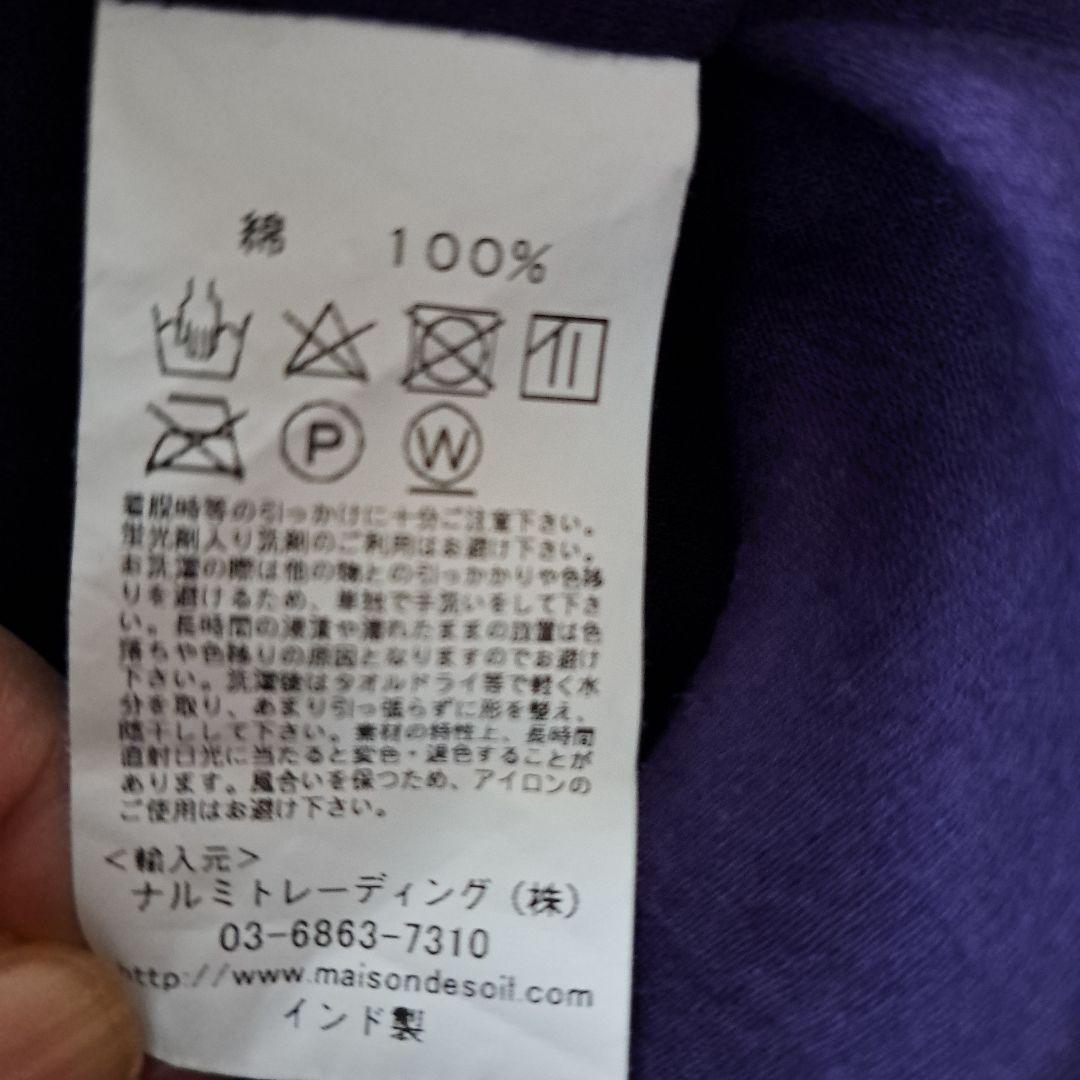 綿 100%
P W
着脱時等の引っかけに十分ご注意下さい。
蛍光剤入り洗剤のご利用はお避け下さい。
お洗濯の際は他の物との引っかかりや色移
りを避けるため、単独で手洗いをして下さ
い。長時間の浸漬や濡れたままの放置は色
落ちや色移りの原因となりますのでお避け
下さい。洗濯後はタオルドライ等で軽く水
分を取り、あまり引っ張らずに形を整え、
陰干しして下さい。素材の特性上、長時間
直射日光に当たると変色・退色することが
あります。風合いを保つため、アイロンの
ご使用はお避け下さい。
<輸入元>
ナルミトレーディング(株)
03-6863-7310
http://www.maisondesoil.com
インド製